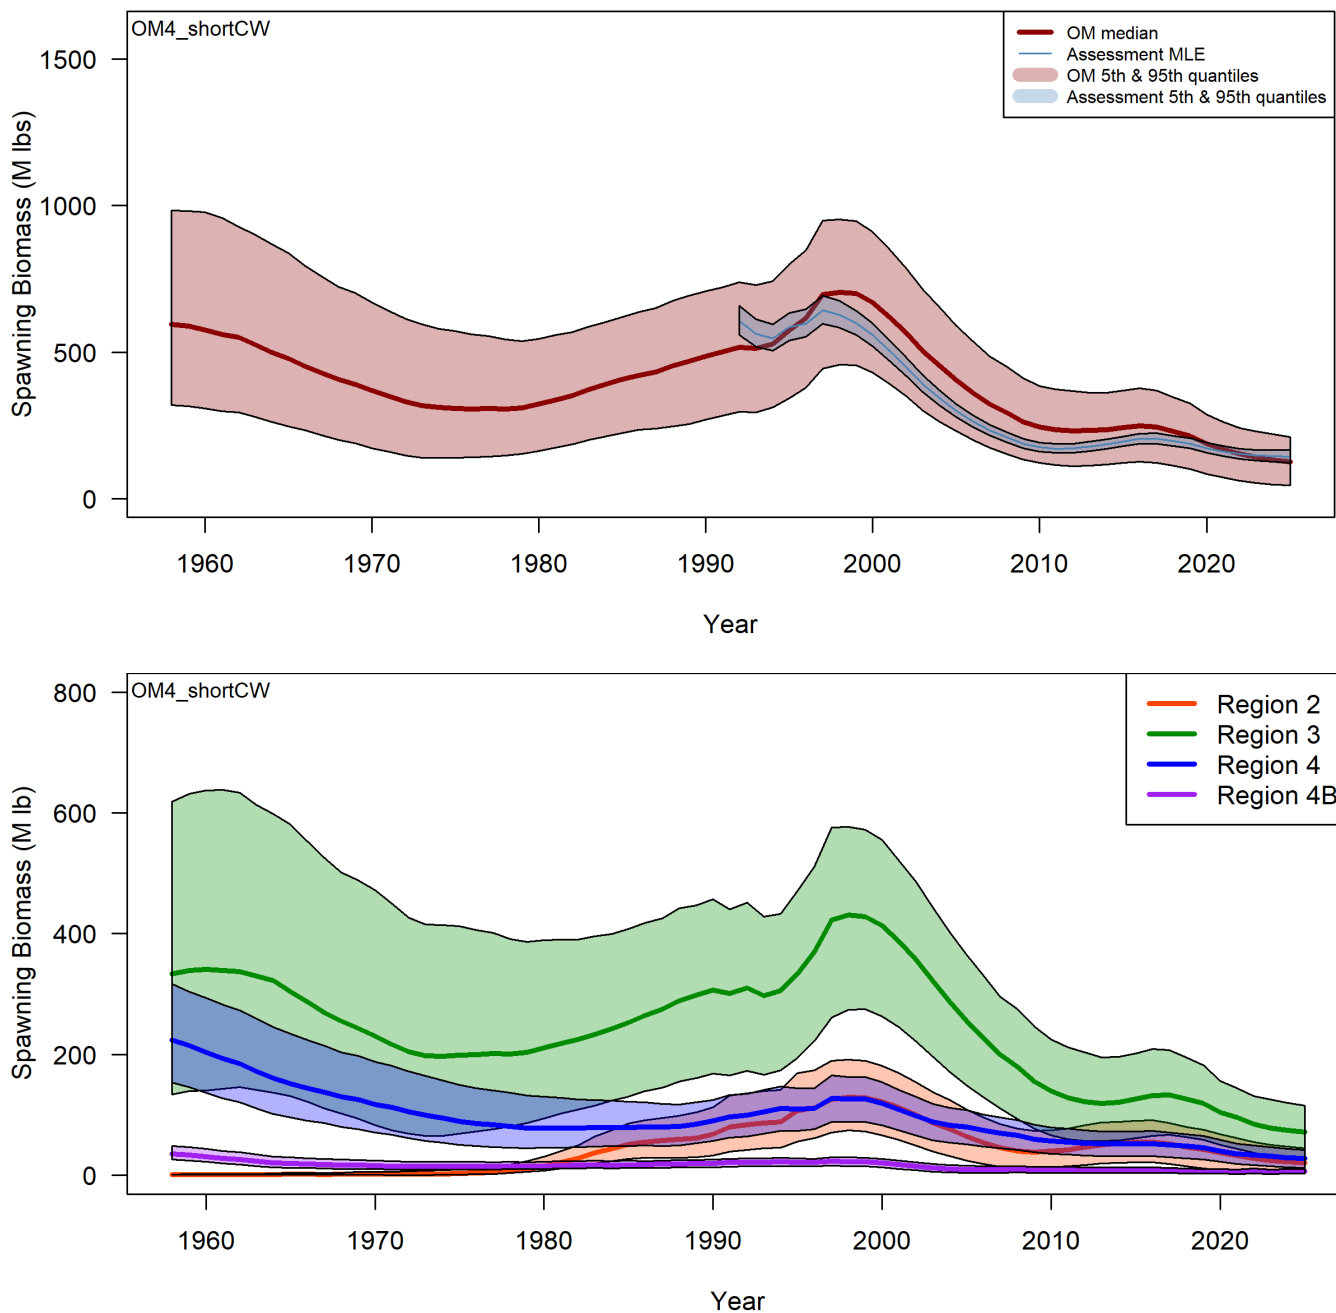 OM4_shortCW
OM median
Assessment MLE
OM 5th & 95th quantiles
Assessment 5th & 95th quantiles
Spawning Biomass (M lbs)
1500
1000
500
0
1960 1970 1980 1990 2000 2010 2020
Year
OM4_shortCW
Region 2
Region 3
Region 4
Region 4B
Spawning Biomass (M lb)
800
600
400
200
0
1960 1970 1980 1990 2000 2010 2020
Year